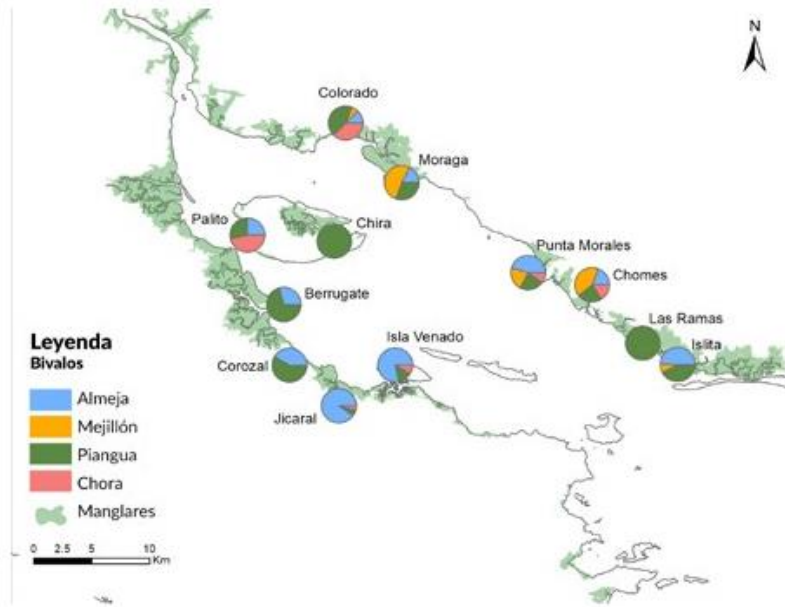 N
Colorado
Moraga
Palito
Chira
Punta Morales
Chomes
Berrugate
Las Ramas
Isla Venado
Islita
Corozal
Jicaral
Leyenda
Bivalos
Almeja
Mejillón
Piangua
Chora
Manglares
0 2.5 5 10
Km